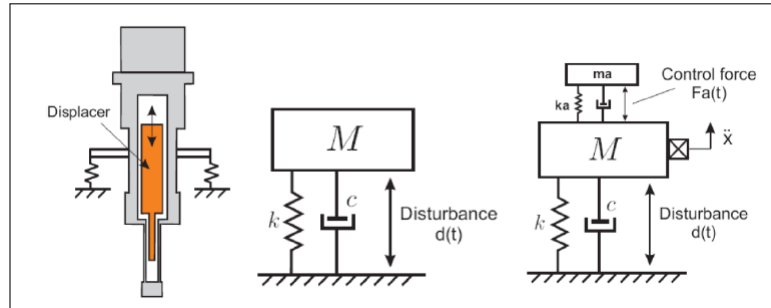 Displacer
M
k
c
Disturbance
d(t)
ma
ka
Control force
Fa(t)
M
ẍ
k
c
Disturbance
d(t)